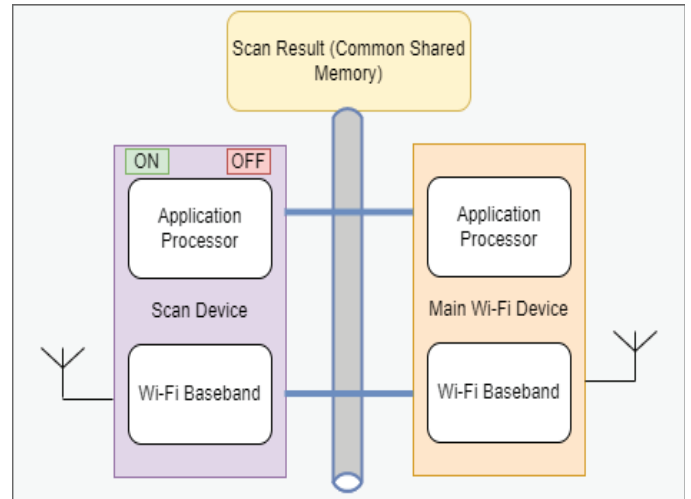 Scan Result (Common Shared
Memory)
ON
OFF
Application
Processor
Scan Device
Wi-Fi Baseband
Application
Processor
Main Wi-Fi Device
Wi-Fi Baseband